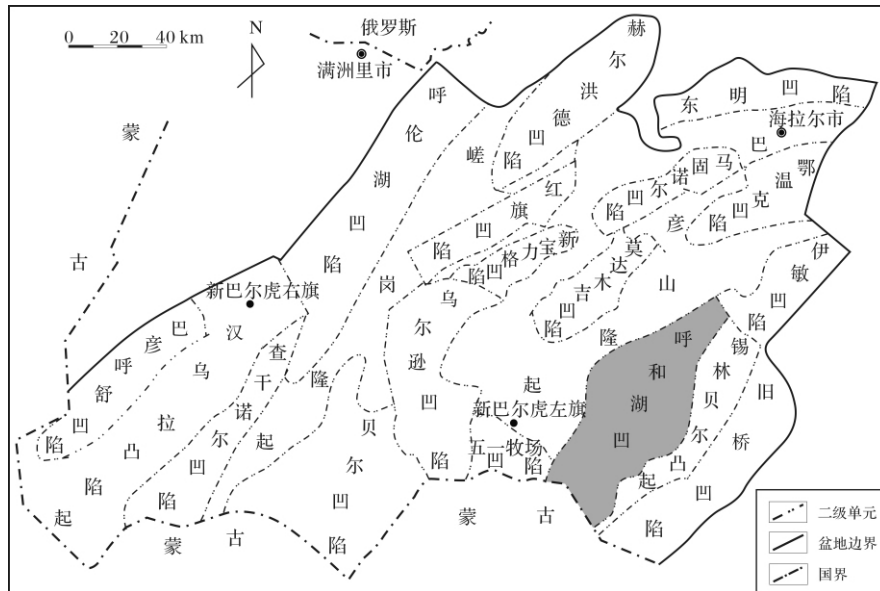 0 20 40 km
N
俄罗斯
满洲里市
蒙古
赫尔洪德凹陷
呼伦湖凹陷
嵯岗隆起
东明凹陷
海拉尔市
巴彦山隆起
马固诺尔凹陷
鄂温克凹陷
红旗凹陷
新宝力格凹陷
莫达木吉凹陷
伊敏凹陷
乌尔逊凹陷
呼和湖凹
锡林贝尔凸起
旧桥凹陷
新巴尔虎右旗
巴彦呼舒凹陷
汉乌拉凸陷起
查干诺尔凹陷
贝尔凹陷
新巴尔虎左旗
五一牧场
凹陷
蒙古
蒙古
二级单元
盆地边界
国界